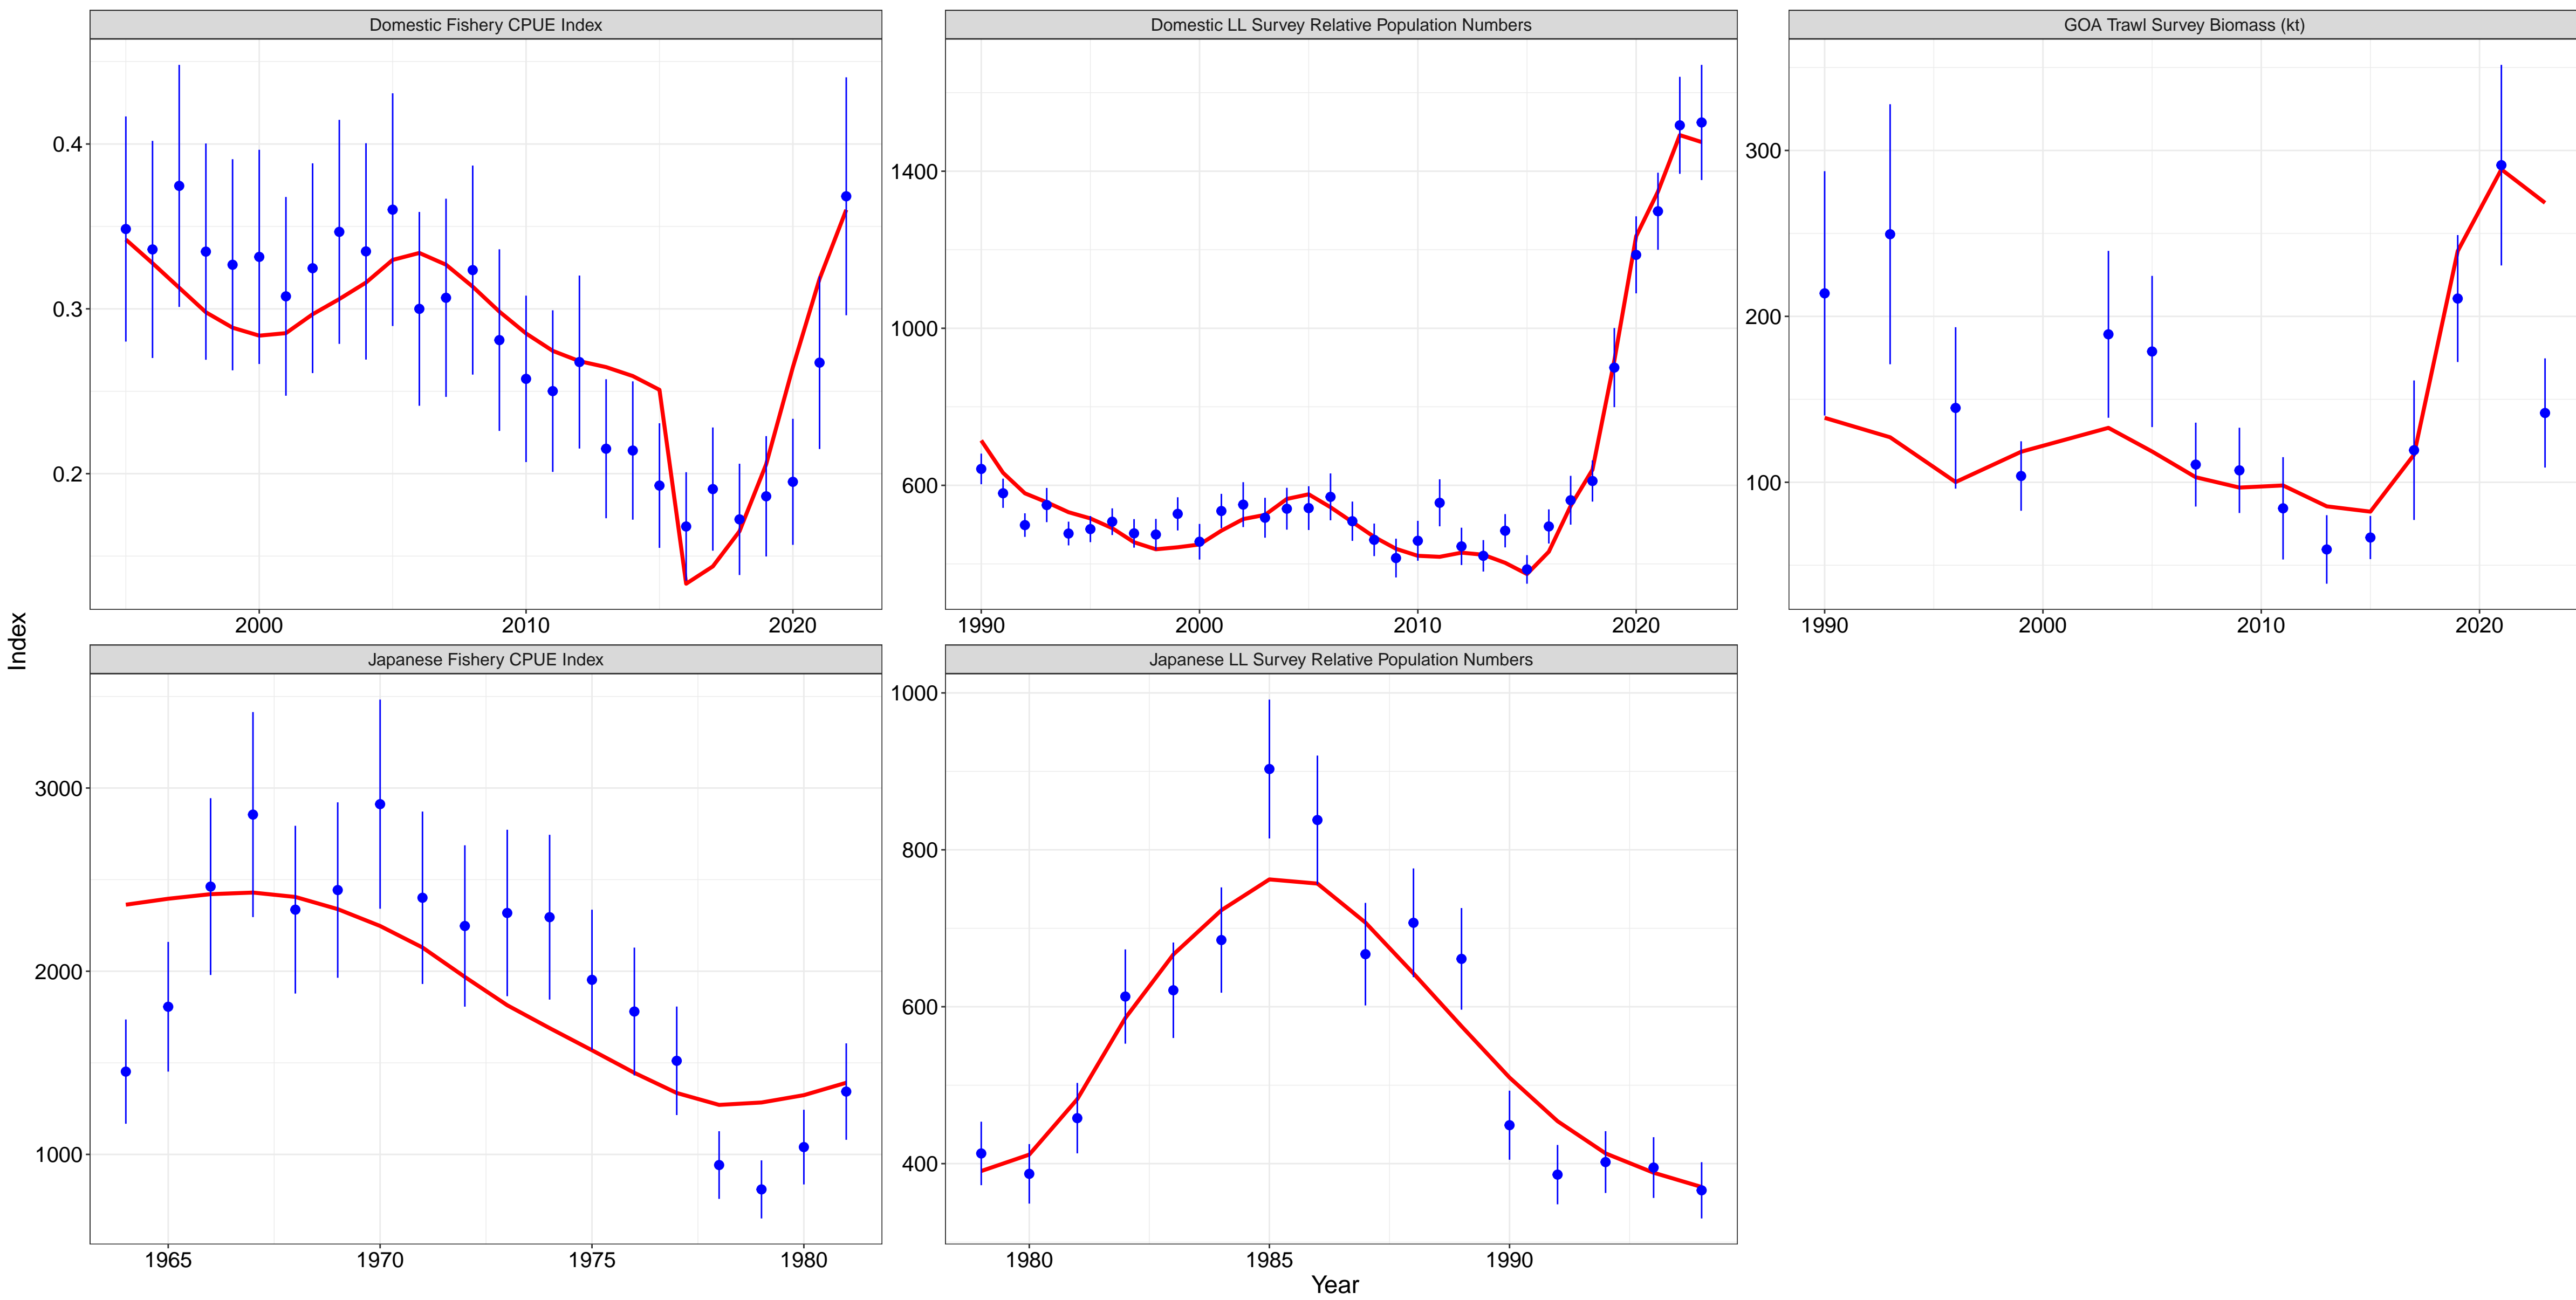 Domestic Fishery CPUE Index
Domestic LL Survey Relative Population Numbers
GOA Trawl Survey Biomass (kt)
0.4
0.3
0.2
2000 2010 2020
1400
1000
600
1990 2000 2010 2020
300
200
100
1990 2000 2010 2020
Index
Japanese Fishery CPUE Index
Japanese LL Survey Relative Population Numbers
3000
2000
1000
1965 1970 1975 1980
1000
800
600
400
1980 1985 1990
Year